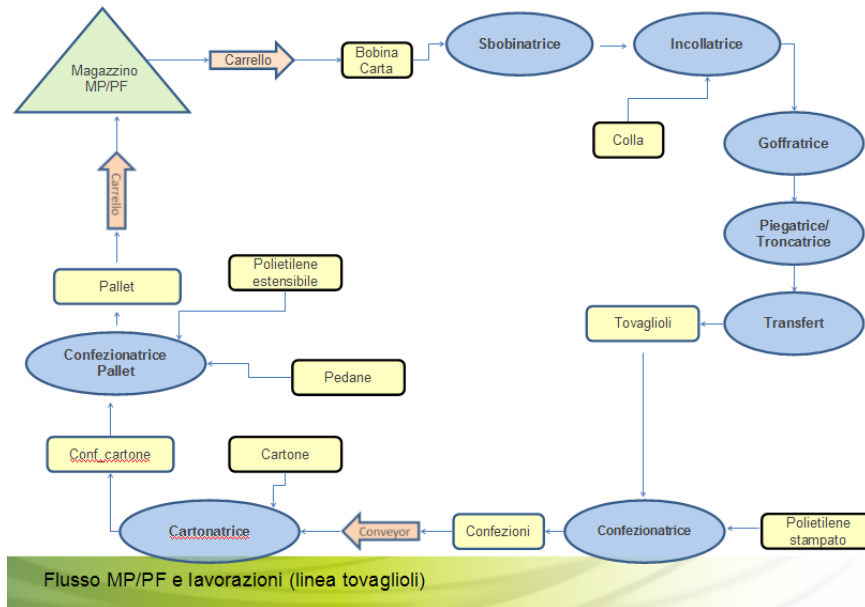 Magazzino
MP/PF
Carrello
Bobina
Carta
Sbobinatrice
Incollatrice
Colla
Goffratrice
Piegatrice/
Troncatrice
Transfert
Tovaglioli
Carrello
Pallet
Polietilene
estensibile
Confezionatrice
Pallet
Pedane
Conf_cartone
Cartone
Cartonatrice
Conveyor
Confezioni
Confezionatrice
Polietilene
stampato
Flusso MP/PF e lavorazioni (linea tovaglioli)